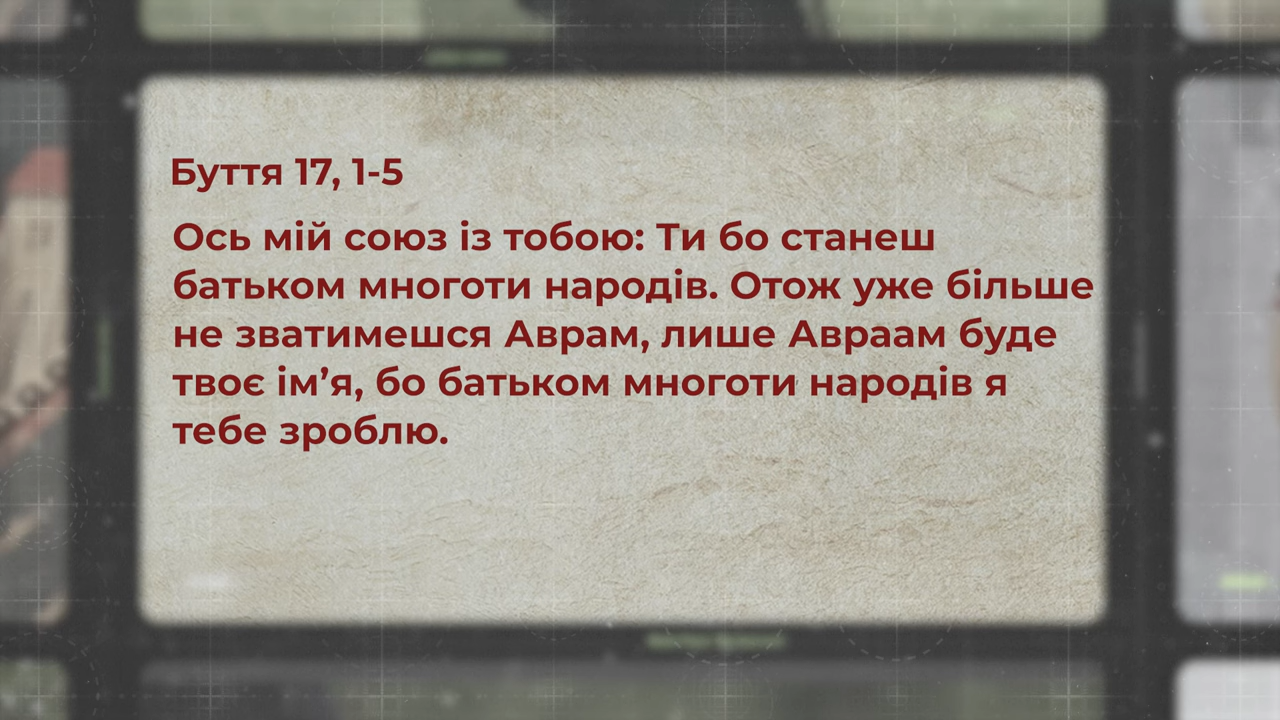 Буття 17, 1-5
Ось мій союз із тобою: Ти бо станеш
батьком многоти народів. Отож уже більше
не зватимешся Аврам, лише Авраам буде
твоє ім’я, бо батьком многоти народів я
тебе зроблю.